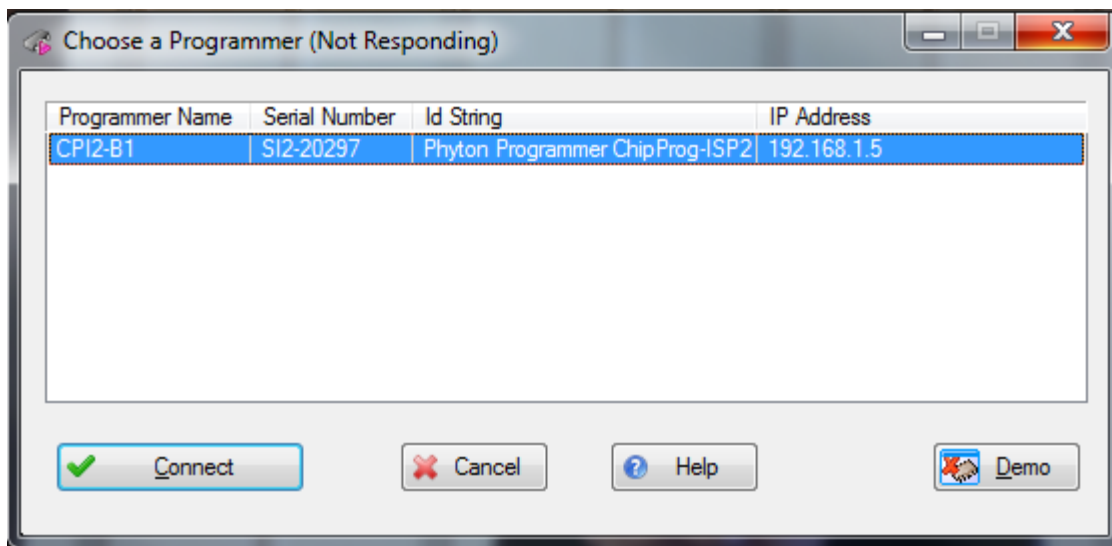 Choose a Programmer (Not Responding)
Programmer Name Serial Number Id String IP Address
CPI2-B1 SI2-20297 Phyton Programmer ChipProg-ISP2 192.168.1.5
Connect Cancel Help Demo